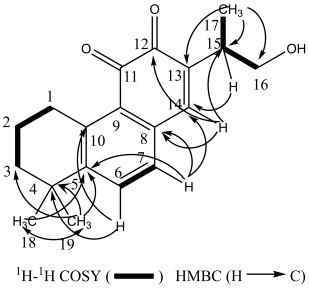 CH₃
17
O
O
12
15
OH
11
13
16
1
H
14
2
9
H
10
8
3
7
4
5
6
H
H₃C
CH₃
H
18
19
¹H-¹H COSY ( ) HMBC (H C)